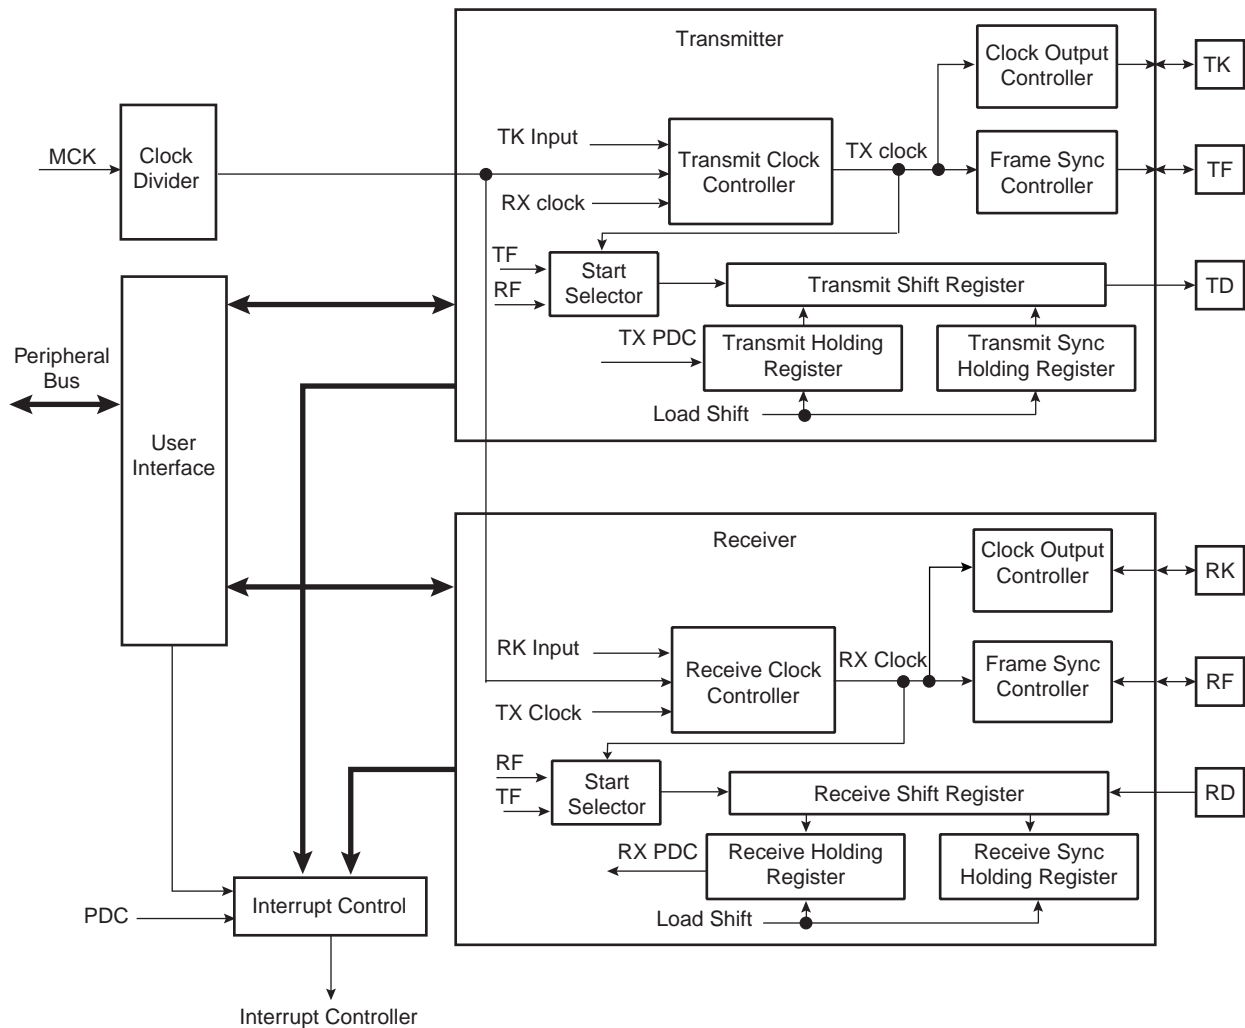 Transmitter
Clock Output
Controller
TK
MCK
Clock
Divider
TK Input
Transmit Clock
Controller
TX clock
Frame Sync
Controller
TF
RX clock
TF
RF
Start
Selector
Transmit Shift Register
TD
TX PDC
Transmit Holding
Register
Transmit Sync
Holding Register
Load Shift
Peripheral
Bus
User
Interface
Receiver
Clock Output
Controller
RK
RK Input
Receive Clock
Controller
RX Clock
Frame Sync
Controller
RF
TX Clock
RF
TF
Start
Selector
Receive Shift Register
RD
RX PDC
Receive Holding
Register
Receive Sync
Holding Register
Load Shift
PDC
Interrupt Control
Interrupt Controller